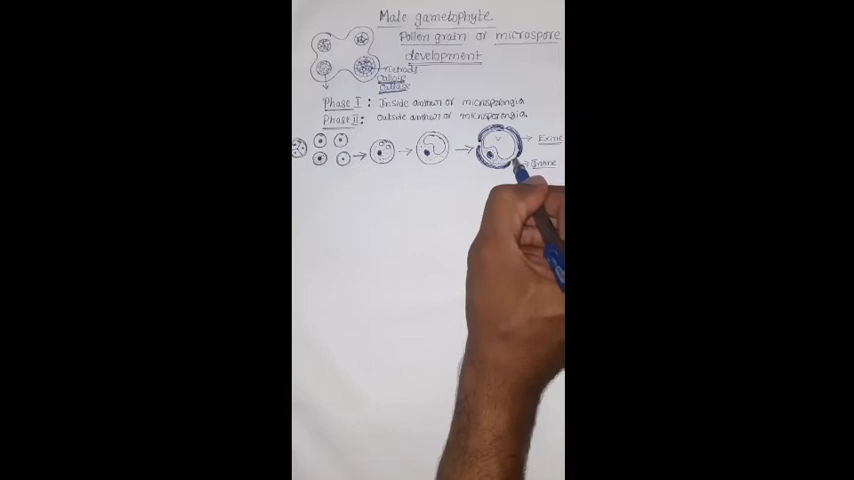 Male gametophyte
Pollen grain or microspore
development
Tetrad
Callose
Callase
Phase I : Inside anther or microsporangia
Phase II : Outside anther or microsporangia
V
Exine
Intine